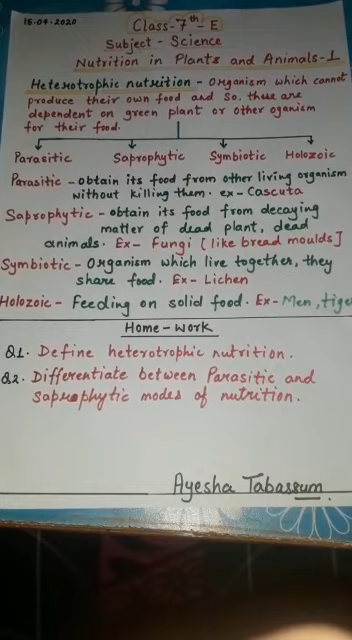 15.04.2020
Class-7th-E
Subject - Science
Nutrition in Plants and Animals-1
Heterotrophic nutrition - Organism which cannot
produce their own food and so. these are
dependent on green plant or other oganism
for their food.
Parasitic Saprophytic Symbiotic Holozoic
Parasitic - obtain its food from other living organism
without killing them. ex- Cascuta
Saprophytic - obtain its food from decaying
matter of dead plant, dead
animals. Ex- Fungi [like bread moulds]
Symbiotic - Organism which live together, they
share food. Ex- Lichen
Holozoic - Feeding on solid food. Ex- Men, tige
Home-Work
Q1. Define heterotrophic nutrition.
Q2. Differentiate between Parasitic and
saprophytic modes of nutrition.
Ayesha Tabassum.